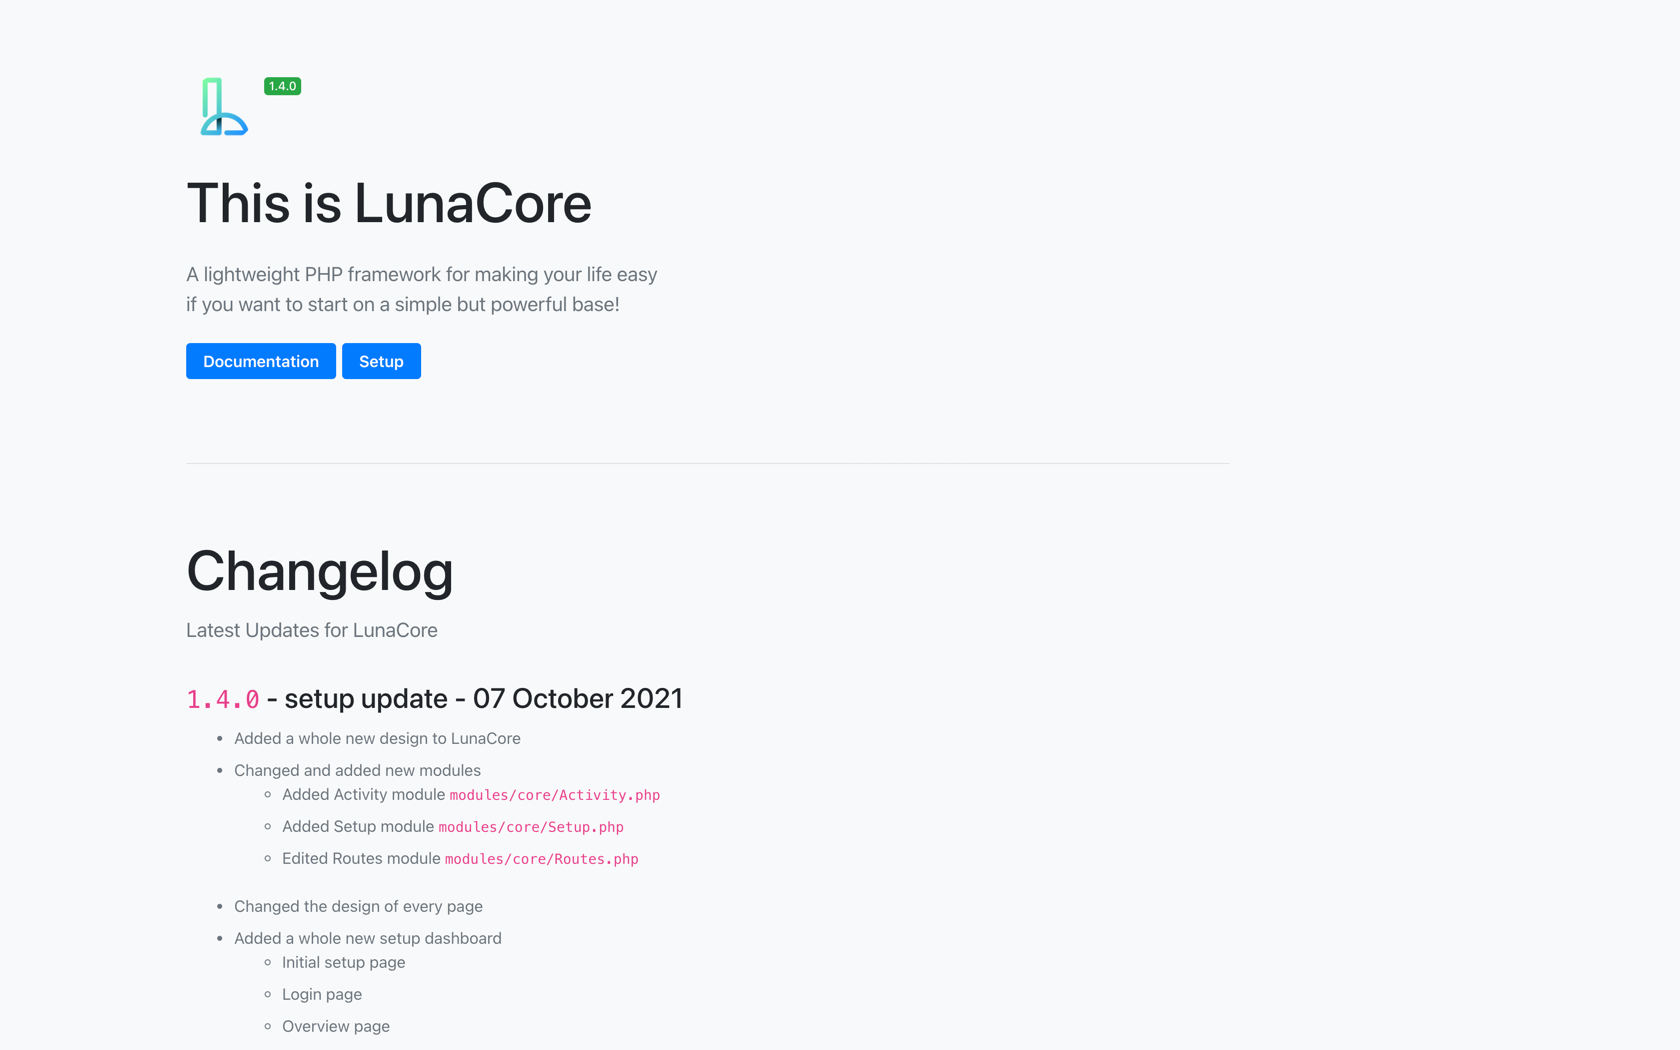 1.4.0
This is LunaCore
A lightweight PHP framework for making your life easy
if you want to start on a simple but powerful base!
Documentation
Setup
Changelog
Latest Updates for LunaCore
1.4.0 - setup update - 07 October 2021
Added a whole new design to LunaCore
Changed and added new modules
Added Activity module modules/core/Activity.php
Added Setup module modules/core/Setup.php
Edited Routes module modules/core/Routes.php
Changed the design of every page
Added a whole new setup dashboard
Initial setup page
Login page
Overview page